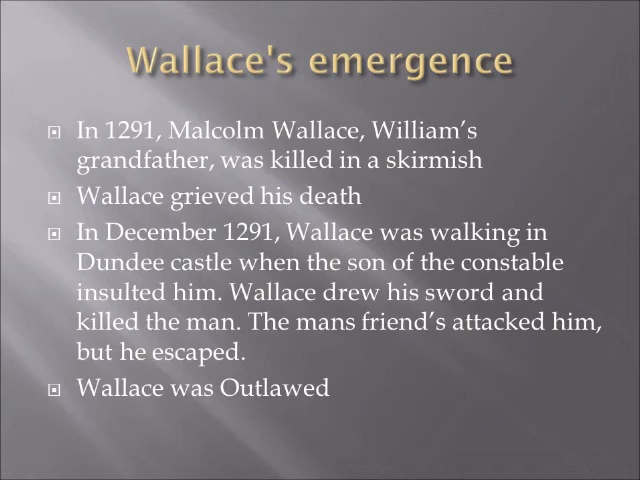 Wallace's emergence
In 1291, Malcolm Wallace, William’s
grandfather, was killed in a skirmish
Wallace grieved his death
In December 1291, Wallace was walking in
Dundee castle when the son of the constable
insulted him. Wallace drew his sword and
killed the man. The mans friend’s attacked him,
but he escaped.
Wallace was Outlawed